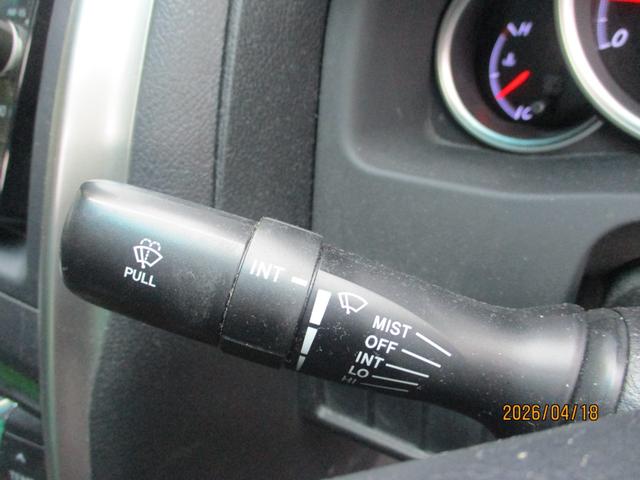 H
C
O
PULL
INT
MIST
OFF
INT
LO
HI
2026/04/18